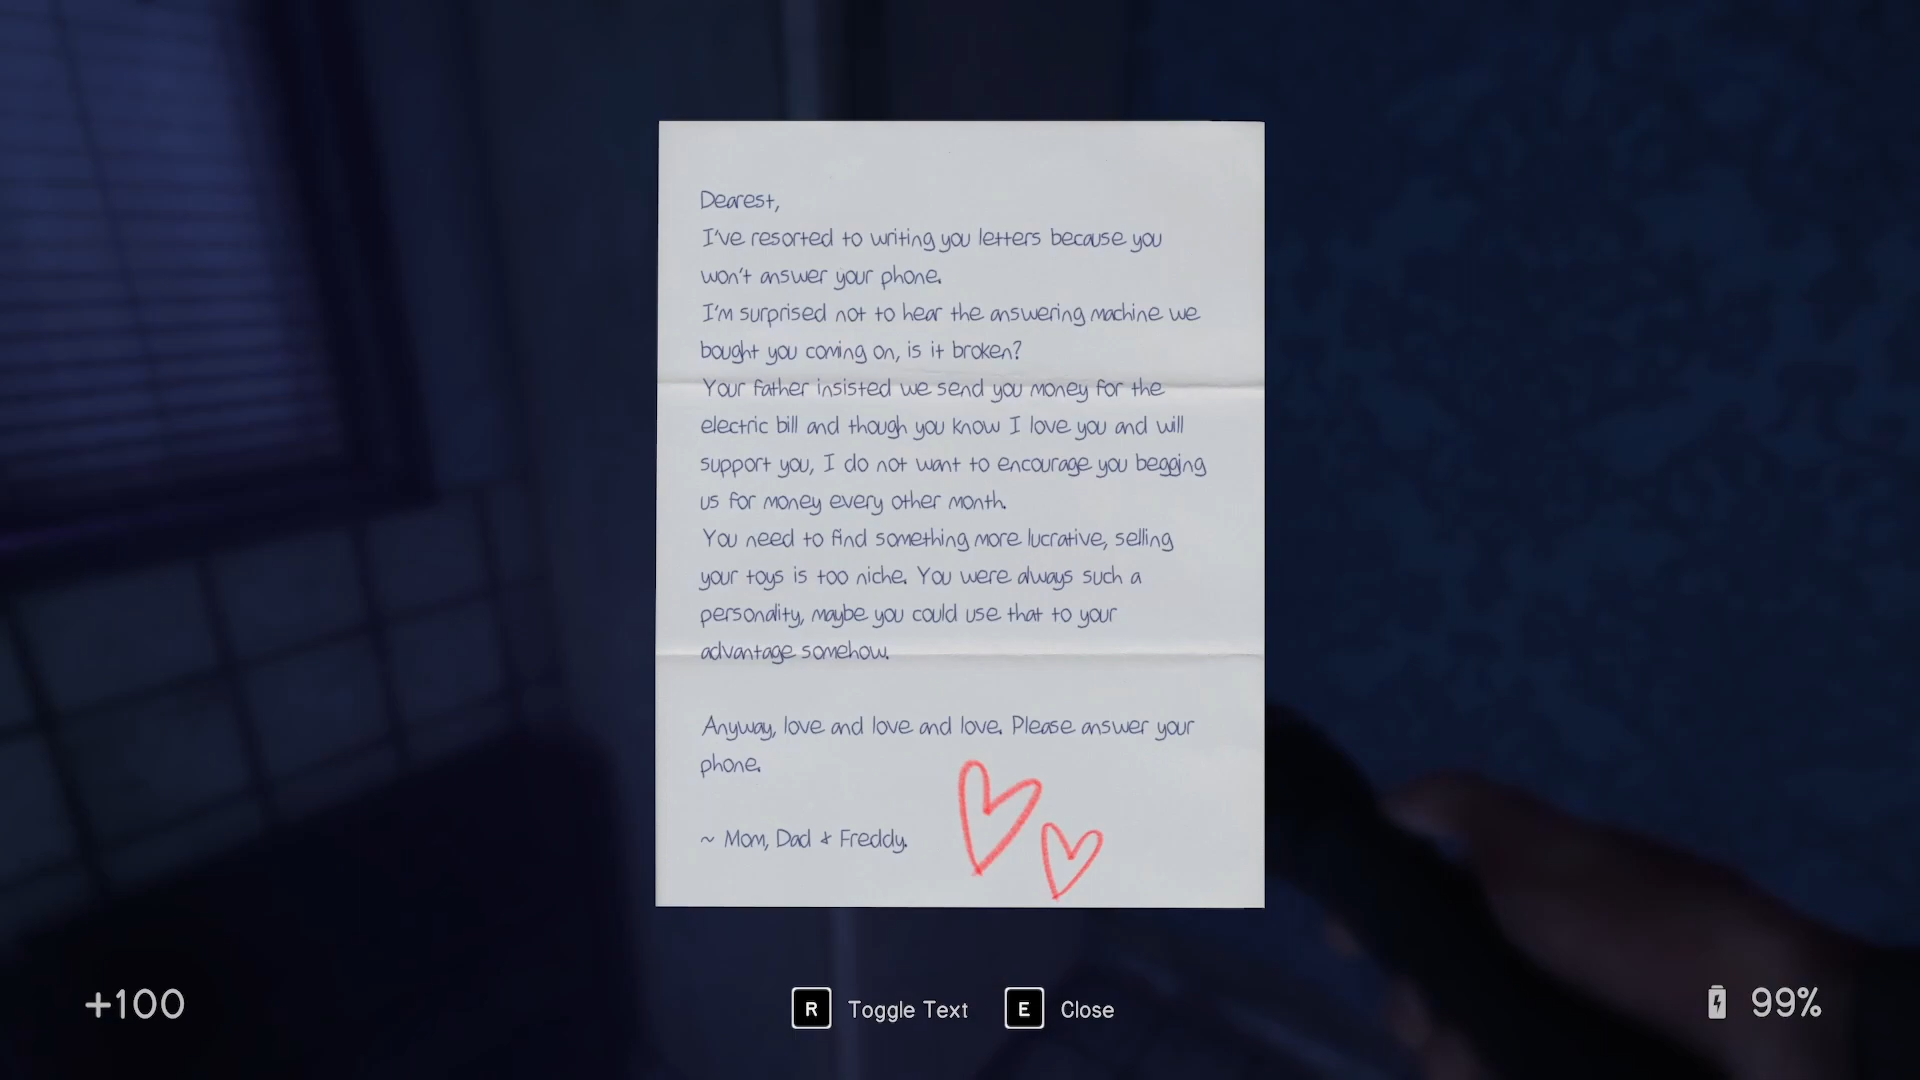 Dearest,
I've resorted to writing you letters because you
won't answer your phone.
I'm surprised not to hear the answering machine we
bought you coming on, is it broken?
Your father insisted we send you money for the
electric bill and though you know I love you and will
support you, I do not want to encourage you begging
us for money every other month.
You need to find something more lucrative, selling
your toys is too niche. You were always such a
personality, maybe you could use that to your
advantage somehow.
Anyway, love and love and love. Please answer your
phone.
~ Mom, Dad & Freddy.
+100
R Toggle Text E Close
99%